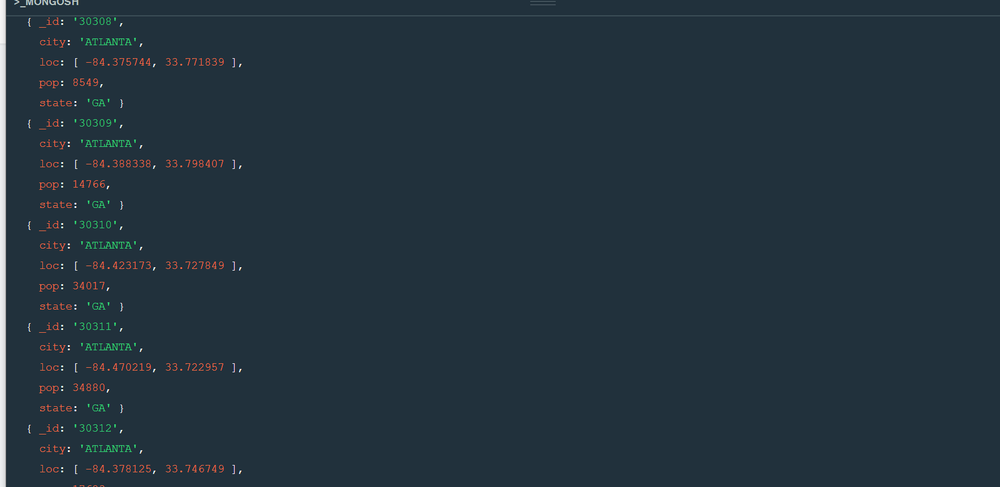 >_MONGOSH
{ _id: '30308',
city: 'ATLANTA',
loc: [ -84.375744, 33.771839 ],
pop: 8549,
state: 'GA' }
{ _id: '30309',
city: 'ATLANTA',
loc: [ -84.388338, 33.798407 ],
pop: 14766,
state: 'GA' }
{ _id: '30310',
city: 'ATLANTA',
loc: [ -84.423173, 33.727849 ],
pop: 34017,
state: 'GA' }
{ _id: '30311',
city: 'ATLANTA',
loc: [ -84.470219, 33.722957 ],
pop: 34880,
state: 'GA' }
{ _id: '30312',
city: 'ATLANTA',
loc: [ -84.378125, 33.746749 ],